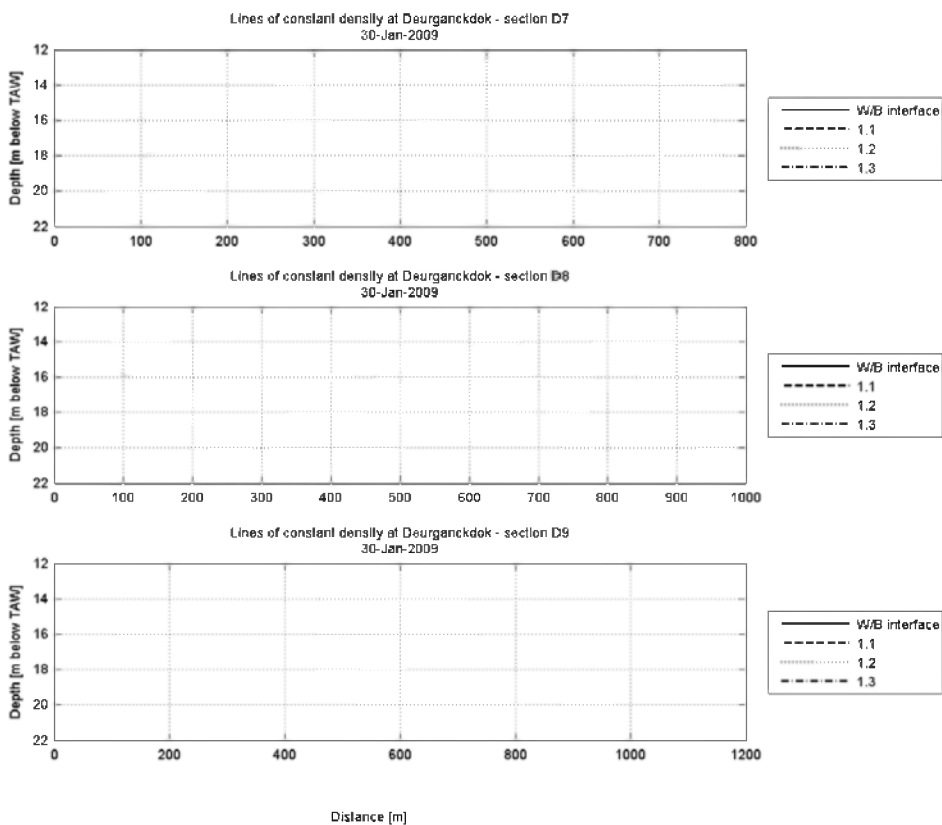 Lines of constant density at Deurganckdok - section D7
30-Jan-2009
Depth [m below TAW]
12
14
16
18
20
22
0 100 200 300 400 500 600 700 800
W/B interface
1.1
1.2
1.3
Lines of constant density at Deurganckdok - section D8
30-Jan-2009
Depth [m below TAW]
12
14
16
18
20
22
0 100 200 300 400 500 600 700 800 900 1000
W/B interface
1.1
1.2
1.3
Lines of constant density at Deurganckdok - section D9
30-Jan-2009
Depth [m below TAW]
12
14
16
18
20
22
0 200 400 600 800 1000 1200
W/B interface
1.1
1.2
1.3
Distance [m]